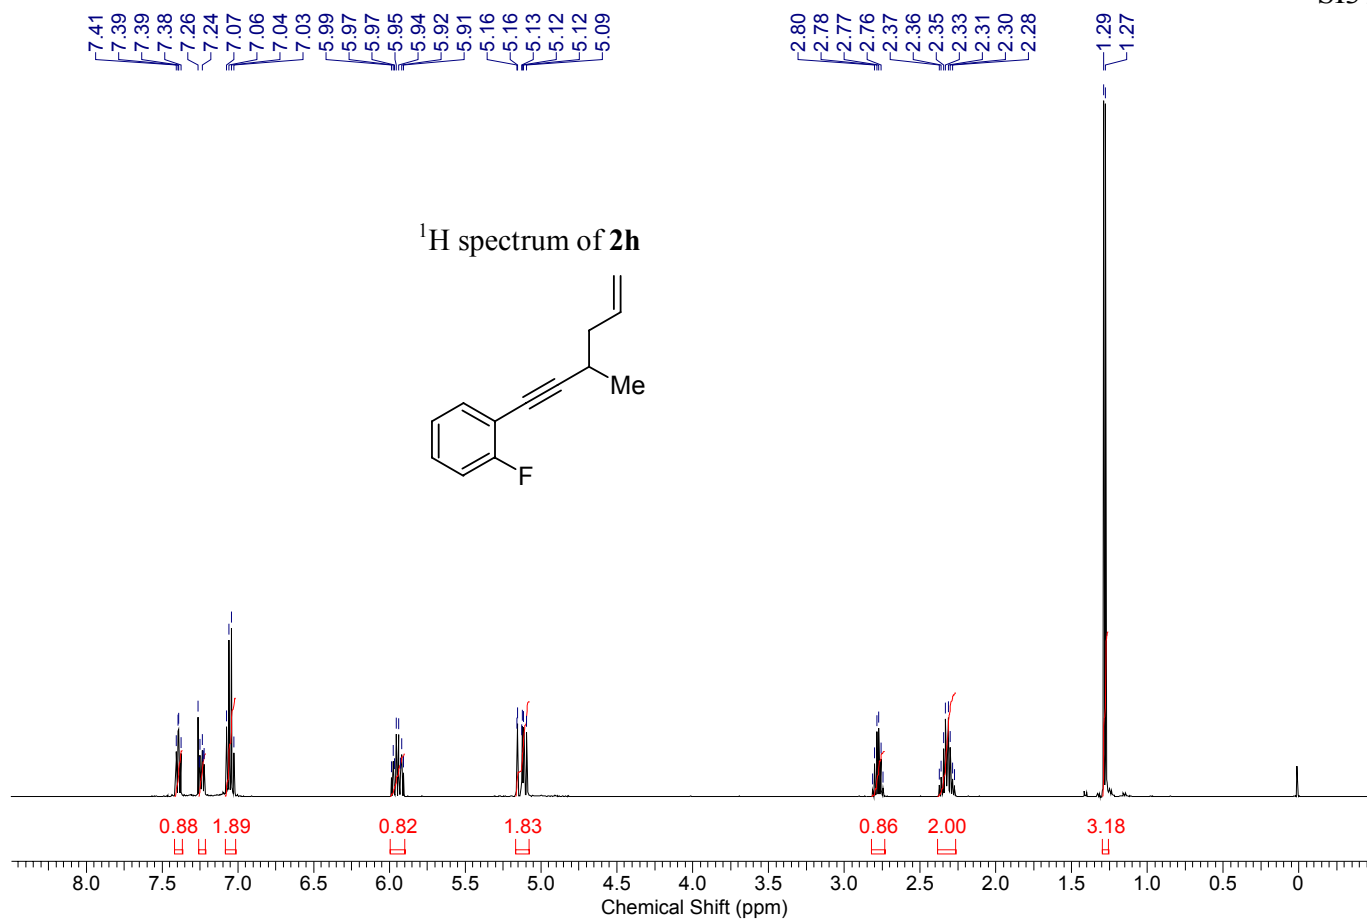 7.41 7.39 7.39 7.38 7.26 7.24 7.07 7.06 7.04 7.03 5.99 5.97 5.97 5.95 5.94 5.92 5.91 5.16 5.16 5.13 5.12 5.12 5.09 2.80 2.78 2.77 2.76 2.37 2.36 2.35 2.33 2.31 2.30 2.28 1.29 1.27
¹H spectrum of 2h
Me
F
0.88 1.89 0.82 1.83 0.86 2.00 3.18
8.0 7.5 7.0 6.5 6.0 5.5 5.0 4.5 4.0 3.5 3.0 2.5 2.0 1.5 1.0 0.5 0
Chemical Shift (ppm)